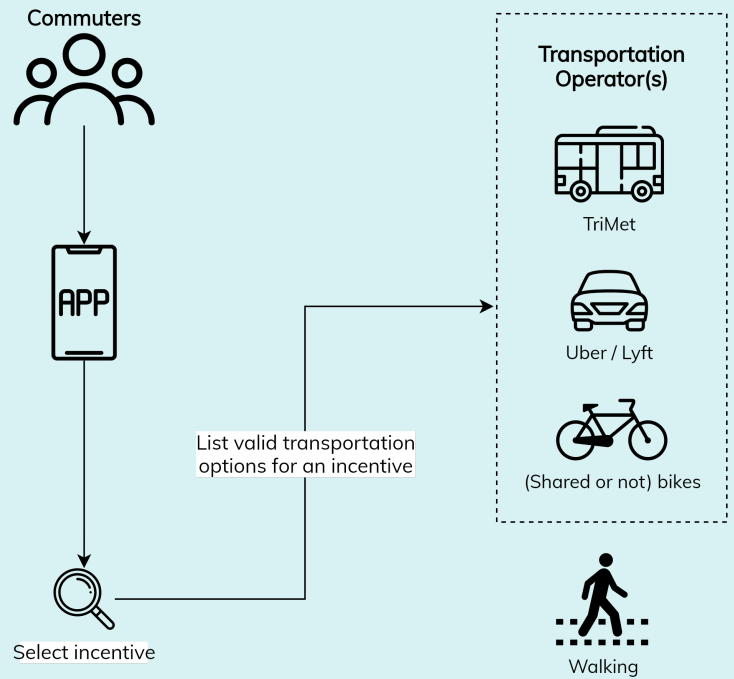 Commuters
APP
Select incentive
List valid transportation
options for an incentive
Transportation
Operator(s)
TriMet
Uber / Lyft
(Shared or not) bikes
Walking